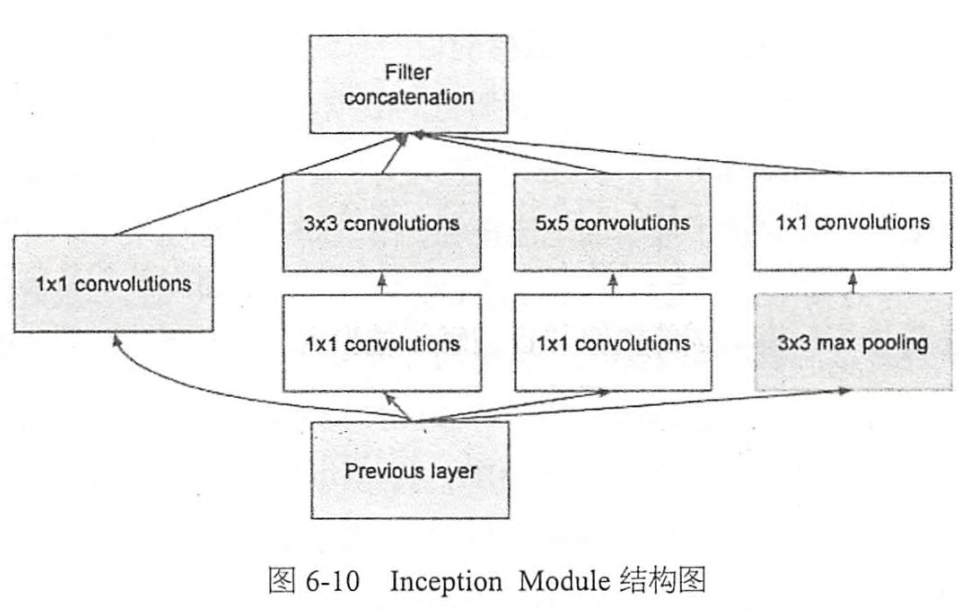 Filter
concatenation
3x3 convolutions
5x5 convolutions
1x1 convolutions
1x1 convolutions
1x1 convolutions
1x1 convolutions
3x3 max pooling
Previous layer
图 6-10 Inception Module 结构图